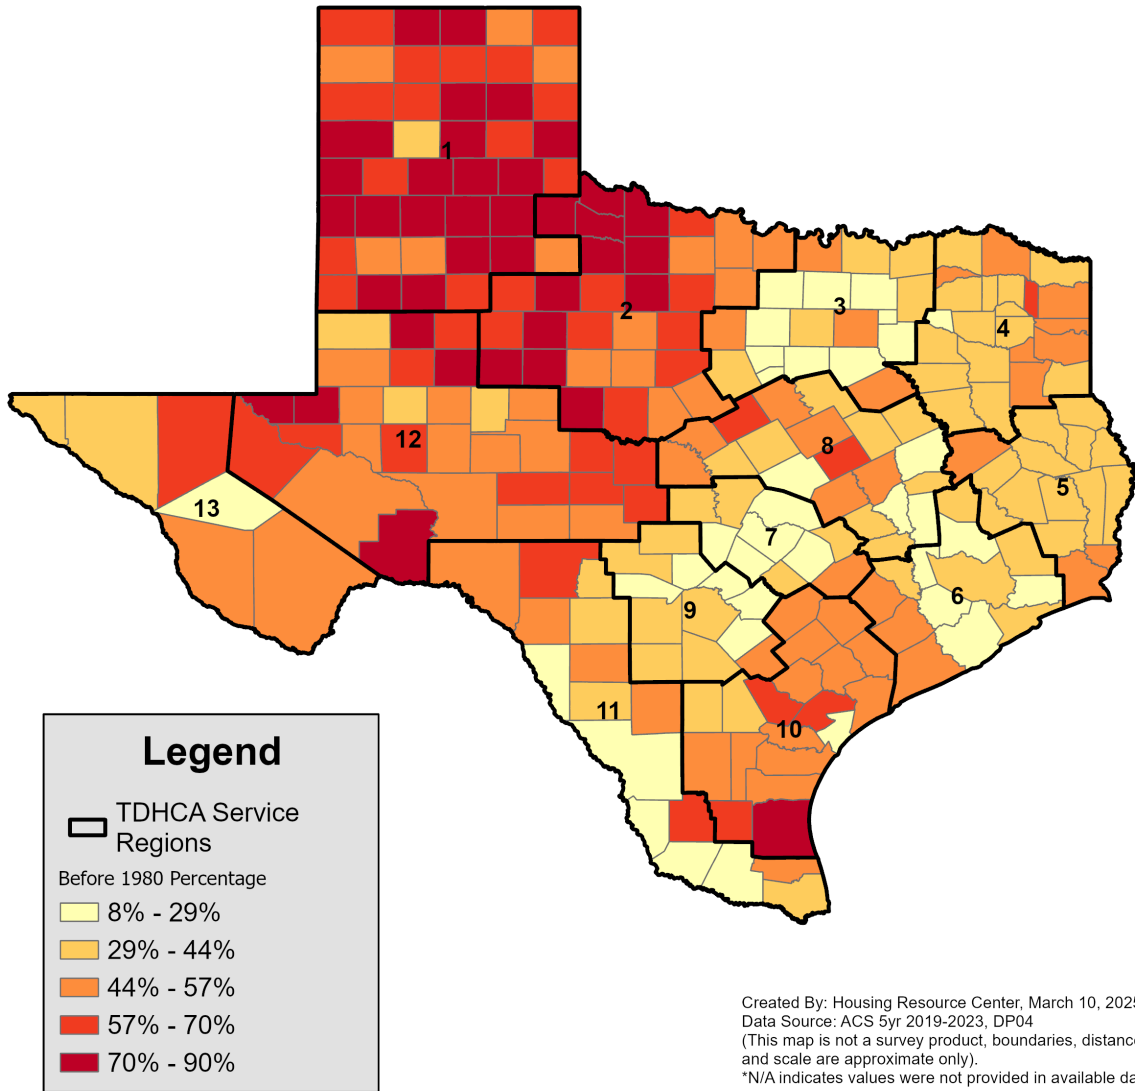 1
2
3
4
5
6
7
8
9
10
11
12
13
Legend
TDHCA Service
Regions
Before 1980 Percentage
8% - 29%
29% - 44%
44% - 57%
57% - 70%
70% - 90%
Created By: Housing Resource Center, March 10, 2025
Data Source: ACS 5yr 2019-2023, DP04
(This map is not a survey product, boundaries, distanc
and scale are approximate only).
*N/A indicates values were not provided in available da